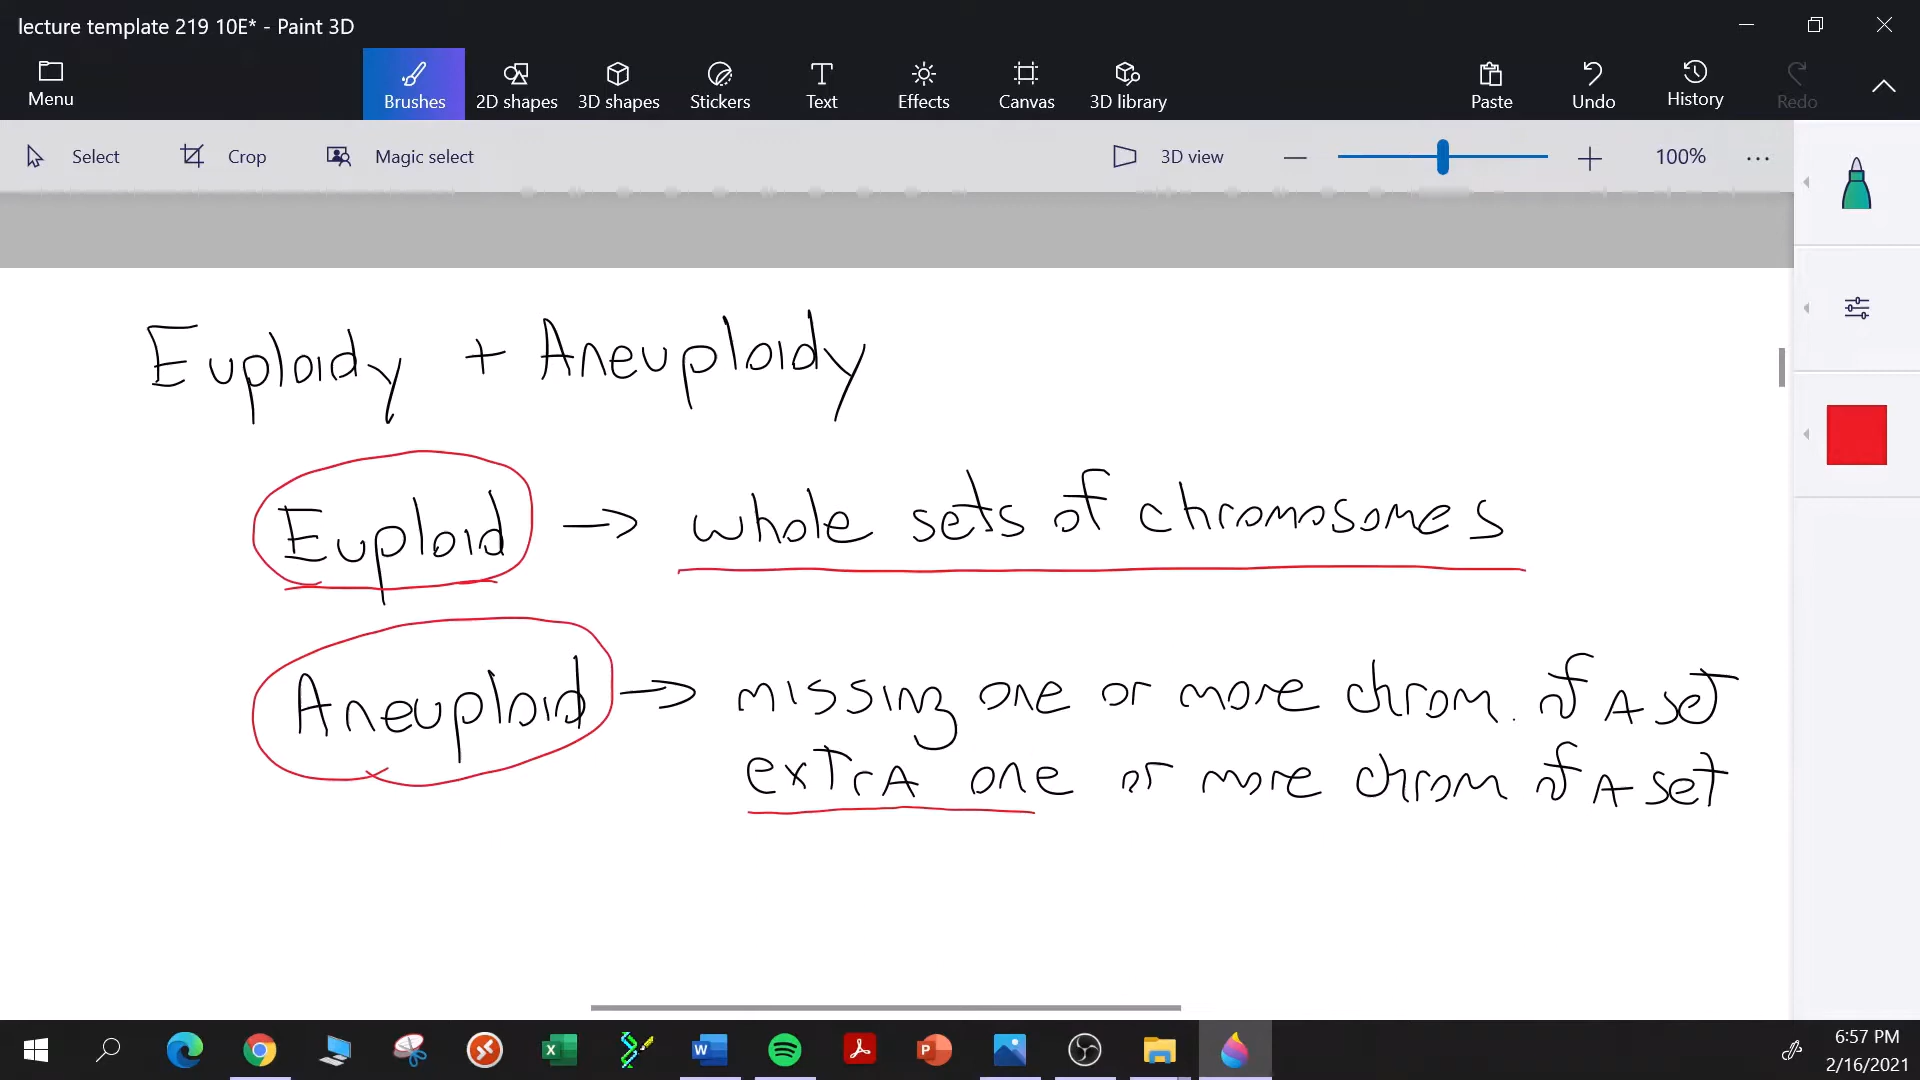 lecture template 219 10E* - Paint 3D
Menu
Brushes
2D shapes
3D shapes
Stickers
Text
Effects
Canvas
3D library
Paste
Undo
History
Redo
Select
Crop
Magic select
3D view
100%
Euploidy + Aneuploidy
Euploid → whole sets of chromosomes
Aneuploid → missing one or more chrom. of A set
extrA one or more chrom of A set
6:57 PM
2/16/2021